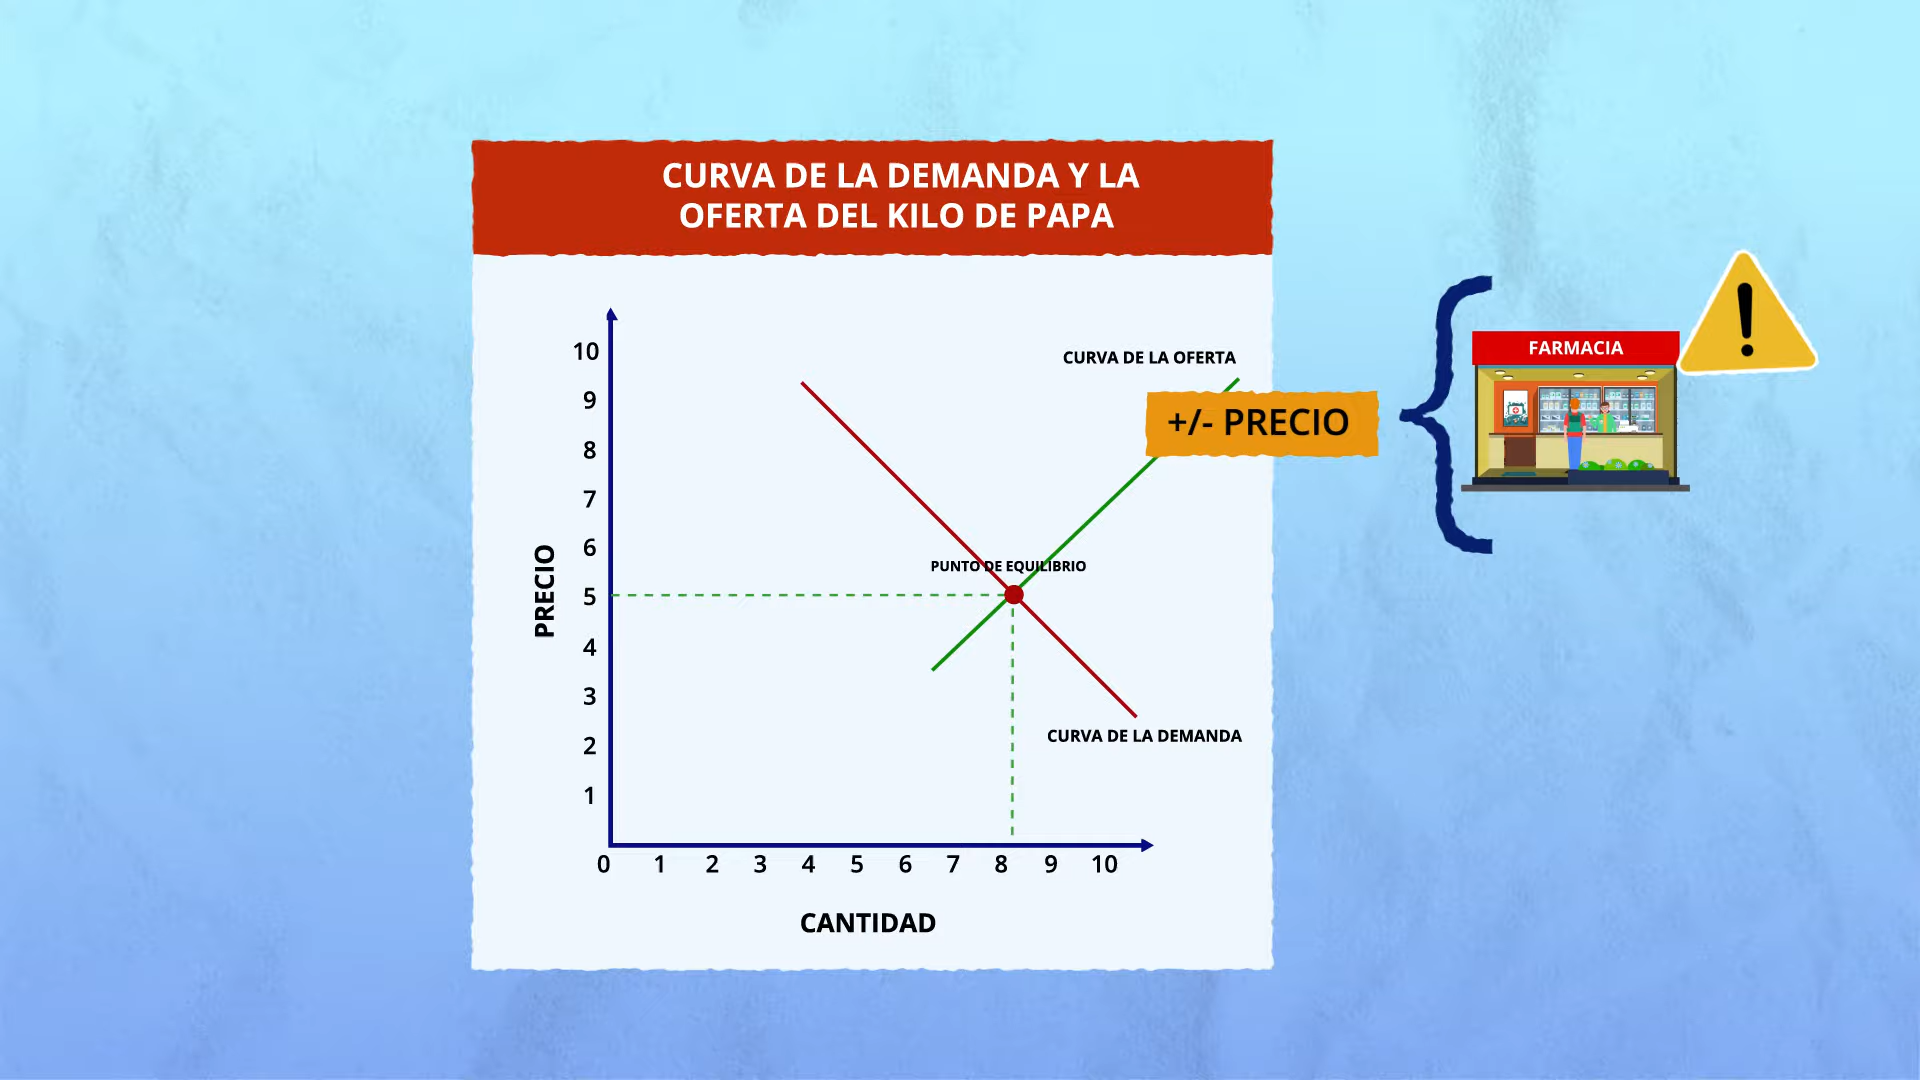 CURVA DE LA DEMANDA Y LA
OFERTA DEL KILO DE PAPA
10
9
8
7
6
5
4
3
2
1
PRECIO
CURVA DE LA OFERTA
+/- PRECIO
FARMACIA
PUNTO DE EQUILIBRIO
CURVA DE LA DEMANDA
0 1 2 3 4 5 6 7 8 9 10
CANTIDAD